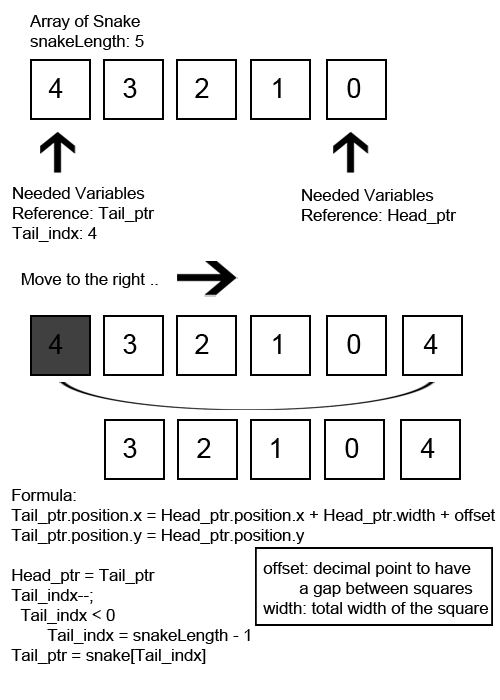 Array of Snake
snakeLength: 5
4 3 2 1 0
Needed Variables
Reference: Tail_ptr
Tail_indx: 4
Needed Variables
Reference: Head_ptr
Move to the right ..
4 3 2 1 0 4
3 2 1 0 4
Formula:
Tail_ptr.position.x = Head_ptr.position.x + Head_ptr.width + offset
Tail_ptr.position.y = Head_ptr.position.y
Head_ptr = Tail_ptr
Tail_indx--;
Tail_indx < 0
Tail_indx = snakeLength - 1
Tail_ptr = snake[Tail_indx]
offset: decimal point to have
a gap between squares
width: total width of the square